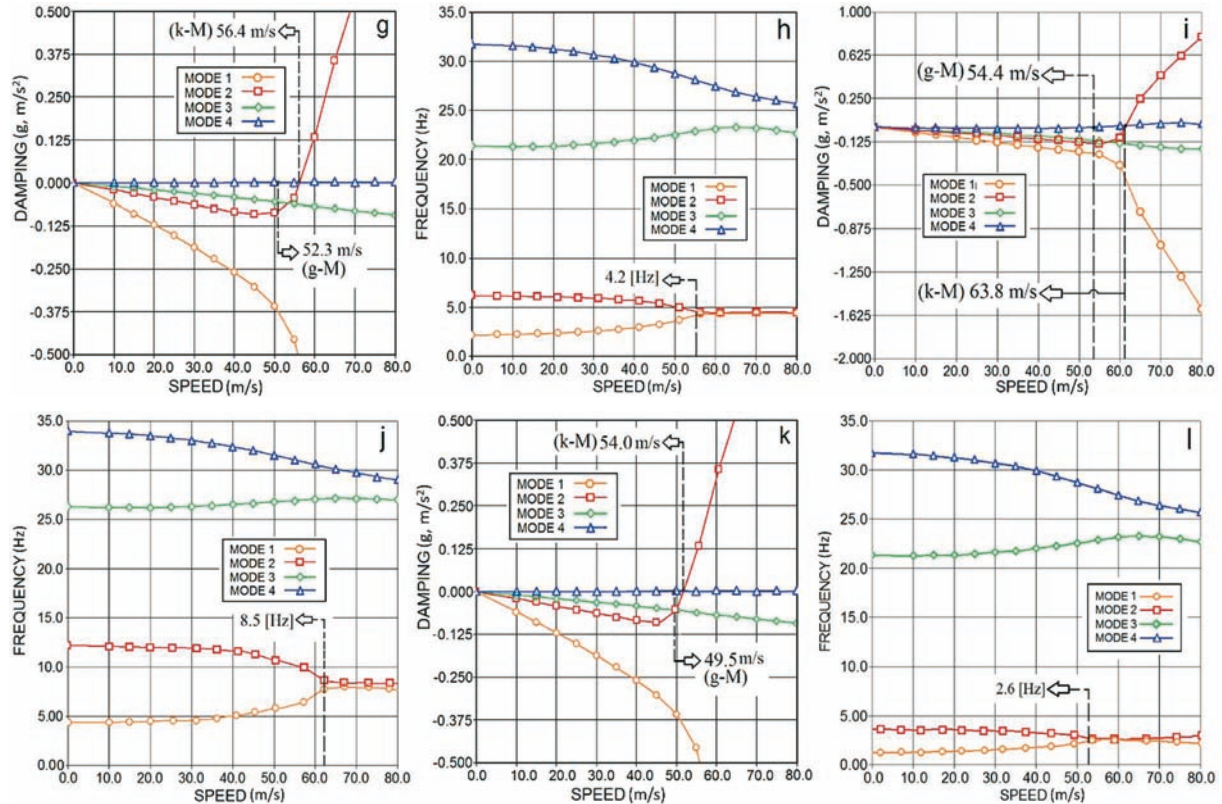 g
(k-M) 56.4 m/s
DAMPING (g, m/s²)
0.500
0.375
0.250
0.125
0.000
-0.125
-0.250
-0.375
-0.500
MODE 1
MODE 2
MODE 3
MODE 4
52.3 m/s
(g-M)
0.0 10.0 20.0 30.0 40.0 50.0 60.0 70.0 80.0
SPEED (m/s)
h
FREQUENCY (Hz)
35.0
30.0
25.0
20.0
15.0
10.0
5.0
0.0
MODE 1
MODE 2
MODE 3
MODE 4
4.2 [Hz]
0.0 10.0 20.0 30.0 40.0 50.0 60.0 70.0 80.0
SPEED (m/s)
i
(g-M) 54.4 m/s
DAMPING (g, m/s²)
1.000
0.625
0.250
-0.125
-0.500
-0.875
-1.250
-1.625
-2.000
MODE 1
MODE 2
MODE 3
MODE 4
(k-M) 63.8 m/s
0.0 10.0 20.0 30.0 40.0 50.0 60.0 70.0 80.0
SPEED (m/s)
j
FREQUENCY (Hz)
35.0
30.0
25.0
20.0
15.0
10.0
5.00
0.00
MODE 1
MODE 2
MODE 3
MODE 4
8.5 [Hz]
0.0 10.0 20.0 30.0 40.0 50.0 60.0 70.0 80.0
SPEED (m/s)
k
(k-M) 54.0 m/s
DAMPING (g, m/s²)
0.500
0.375
0.250
0.125
0.000
-0.125
-0.250
-0.375
-0.500
MODE 1
MODE 2
MODE 3
MODE 4
49.5 m/s
(g-M)
0.0 10.0 20.0 30.0 40.0 50.0 60.0 70.0 80.0
SPEED (m/s)
l
FREQUENCY (Hz)
35.0
30.0
25.0
20.0
15.0
10.0
5.00
0.00
MODE 1
MODE 2
MODE 3
MODE 4
2.6 [Hz]
0.0 10.0 20.0 30.0 40.0 50.0 60.0 70.0 80.0
SPEED (m/s)